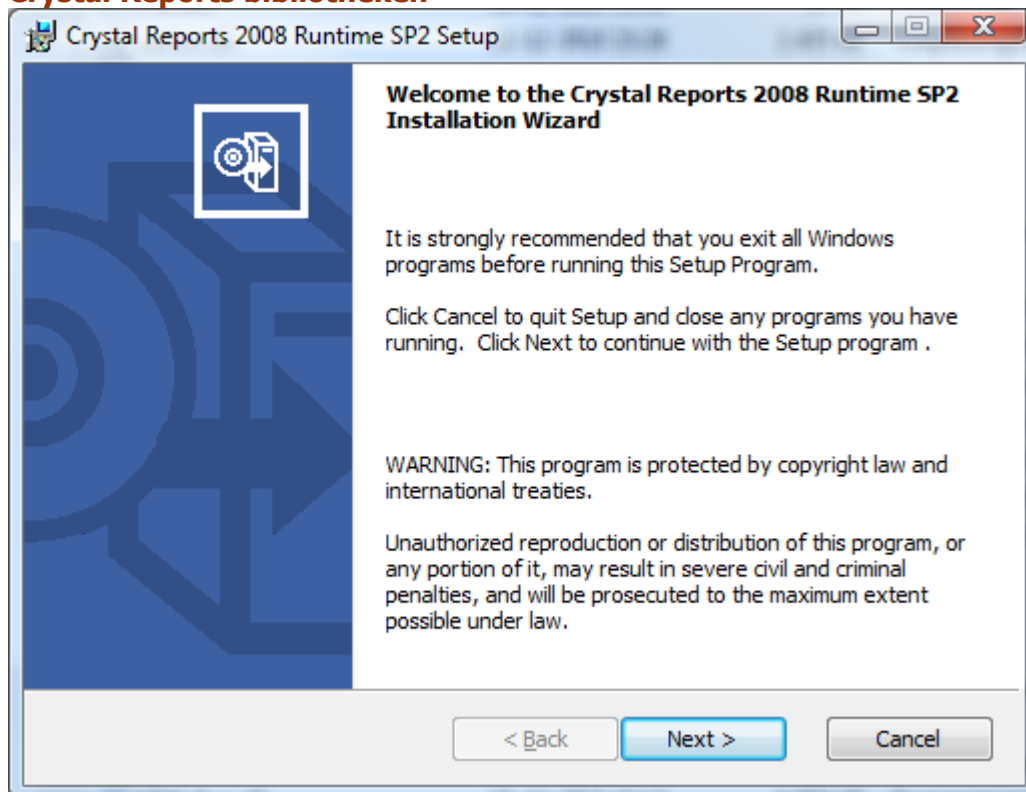 Crystal Reports bibliotheken
Crystal Reports 2008 Runtime SP2 Setup
Welcome to the Crystal Reports 2008 Runtime SP2
Installation Wizard
It is strongly recommended that you exit all Windows
programs before running this Setup Program.
Click Cancel to quit Setup and close any programs you have
running.  Click Next to continue with the Setup program .
WARNING: This program is protected by copyright law and
international treaties.
Unauthorized reproduction or distribution of this program, or
any portion of it, may result in severe civil and criminal
penalties, and will be prosecuted to the maximum extent
possible under law.
< Back Next > Cancel